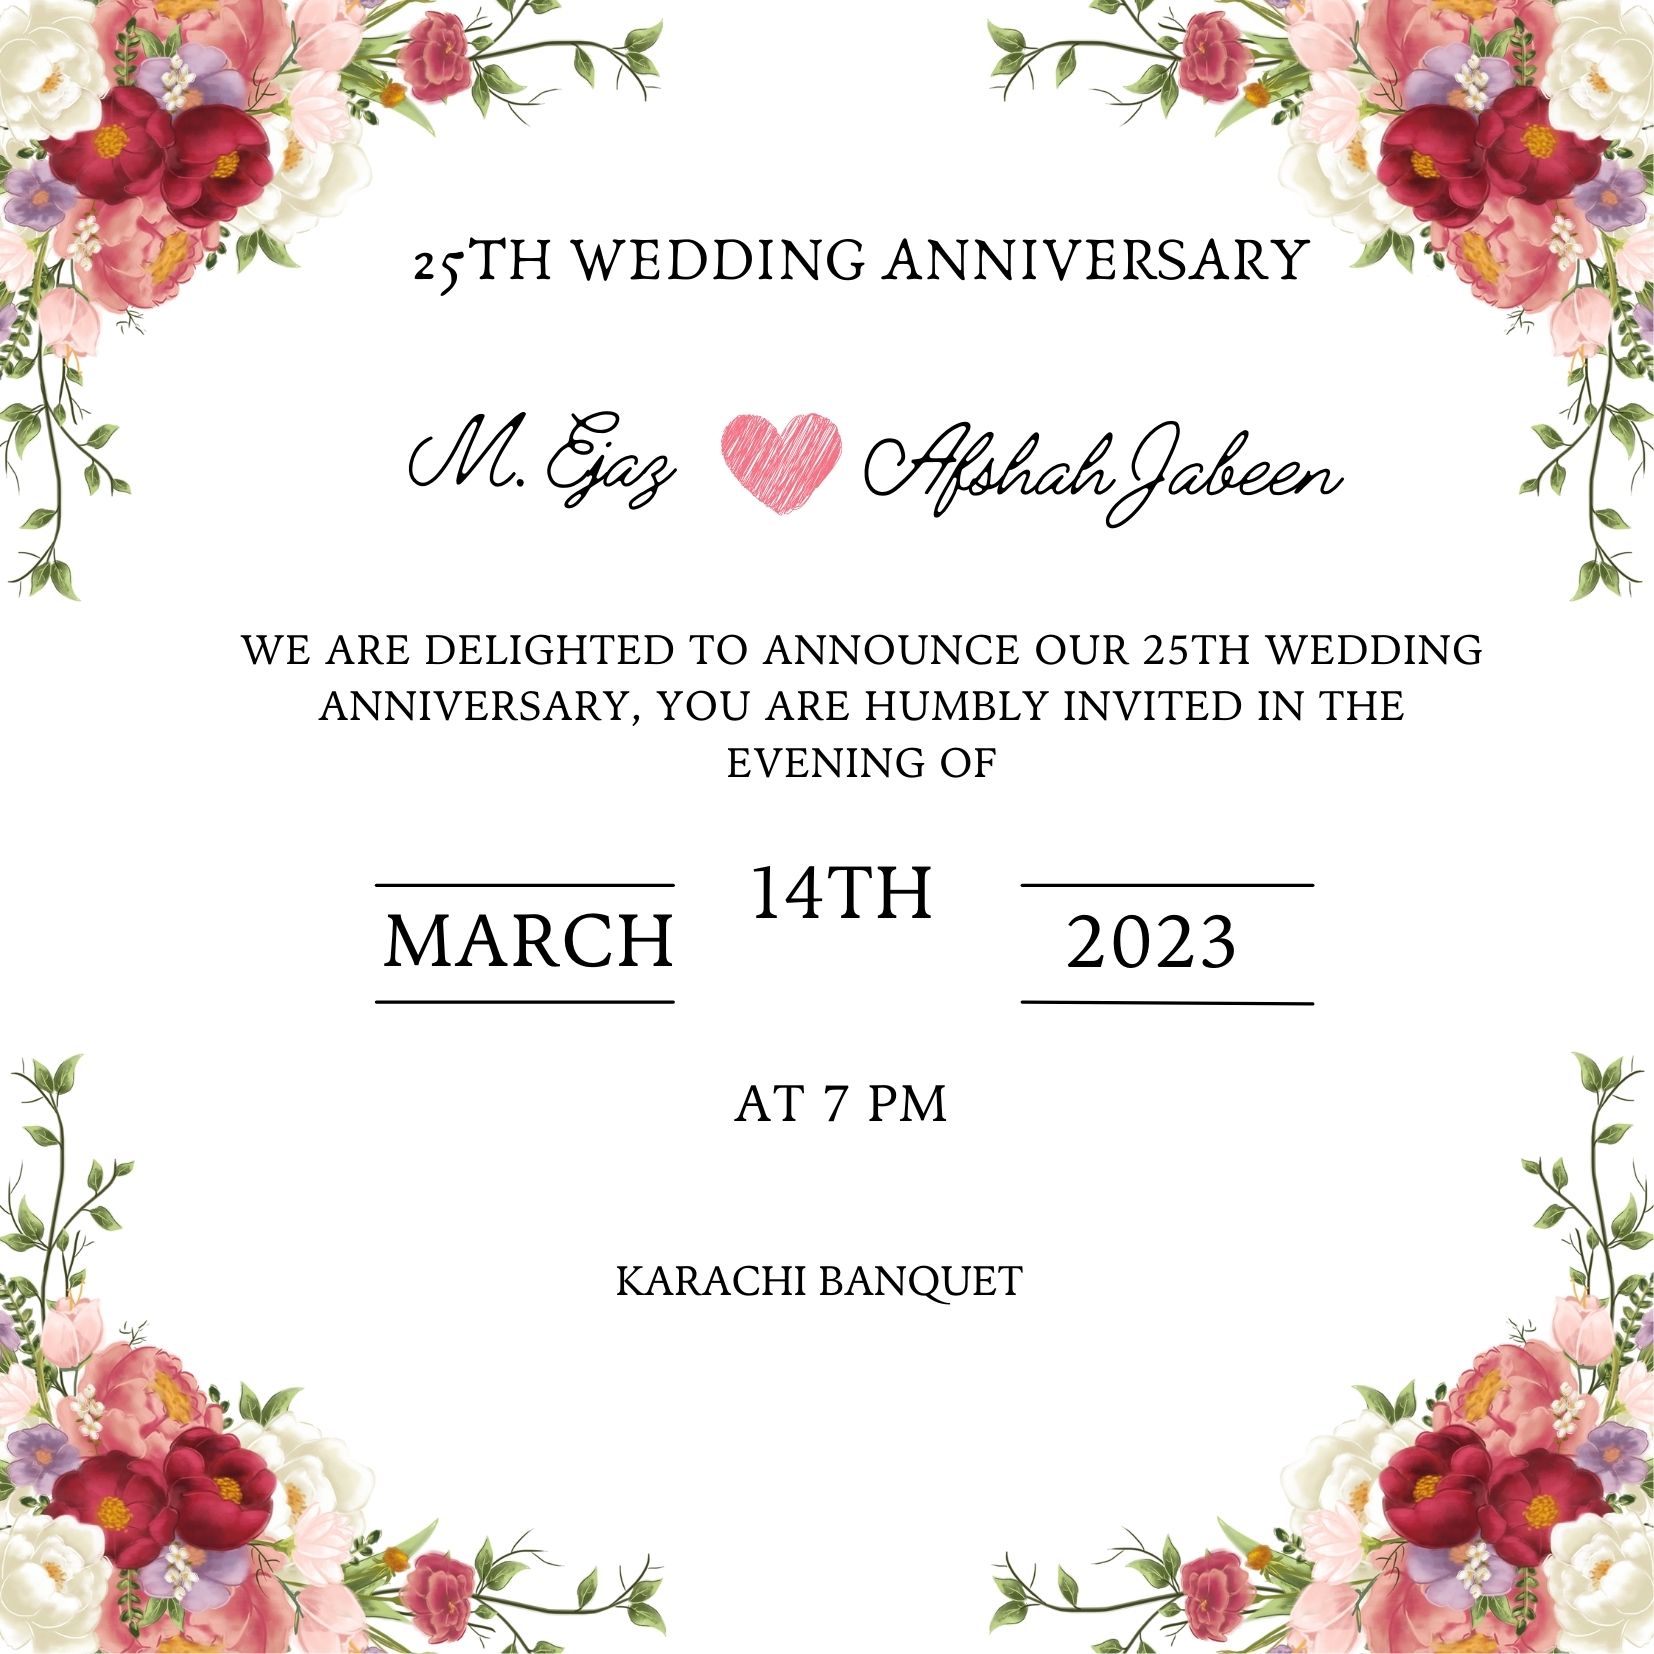 25TH WEDDING ANNIVERSARY
M. Ejaz Afshah Jabeen
WE ARE DELIGHTED TO ANNOUNCE OUR 25TH WEDDING
ANNIVERSARY, YOU ARE HUMBLY INVITED IN THE
EVENING OF
MARCH 14TH 2023
AT 7 PM
KARACHI BANQUET